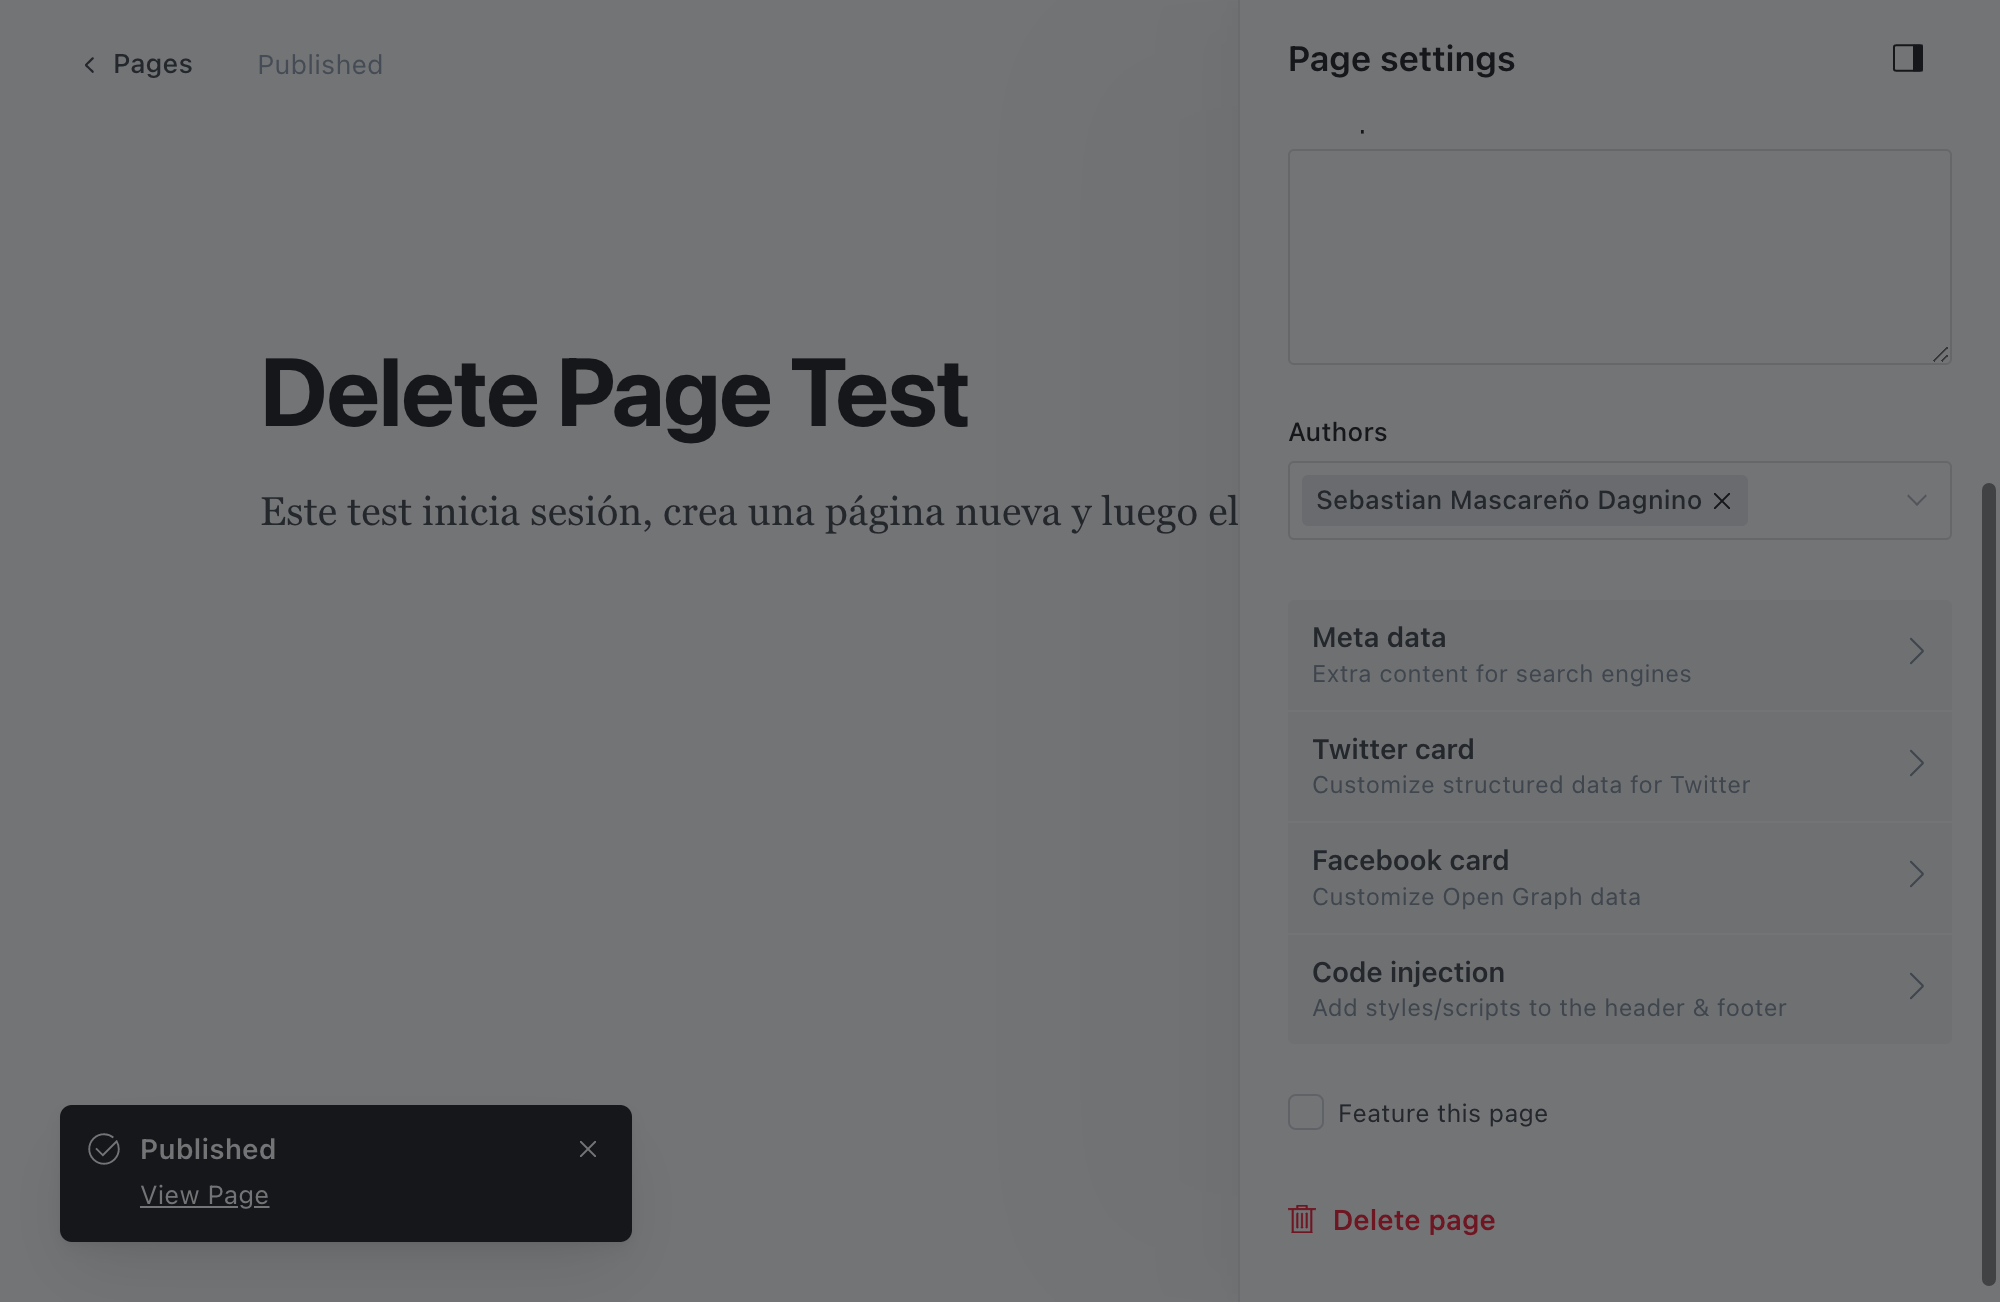 Pages
Published
Page settings
Delete Page Test
Este test inicia sesión, crea una página nueva y luego el
Authors
Sebastian Mascareño Dagnino
Meta data
Extra content for search engines
Twitter card
Customize structured data for Twitter
Facebook card
Customize Open Graph data
Code injection
Add styles/scripts to the header & footer
Feature this page
Delete page
Published
View Page